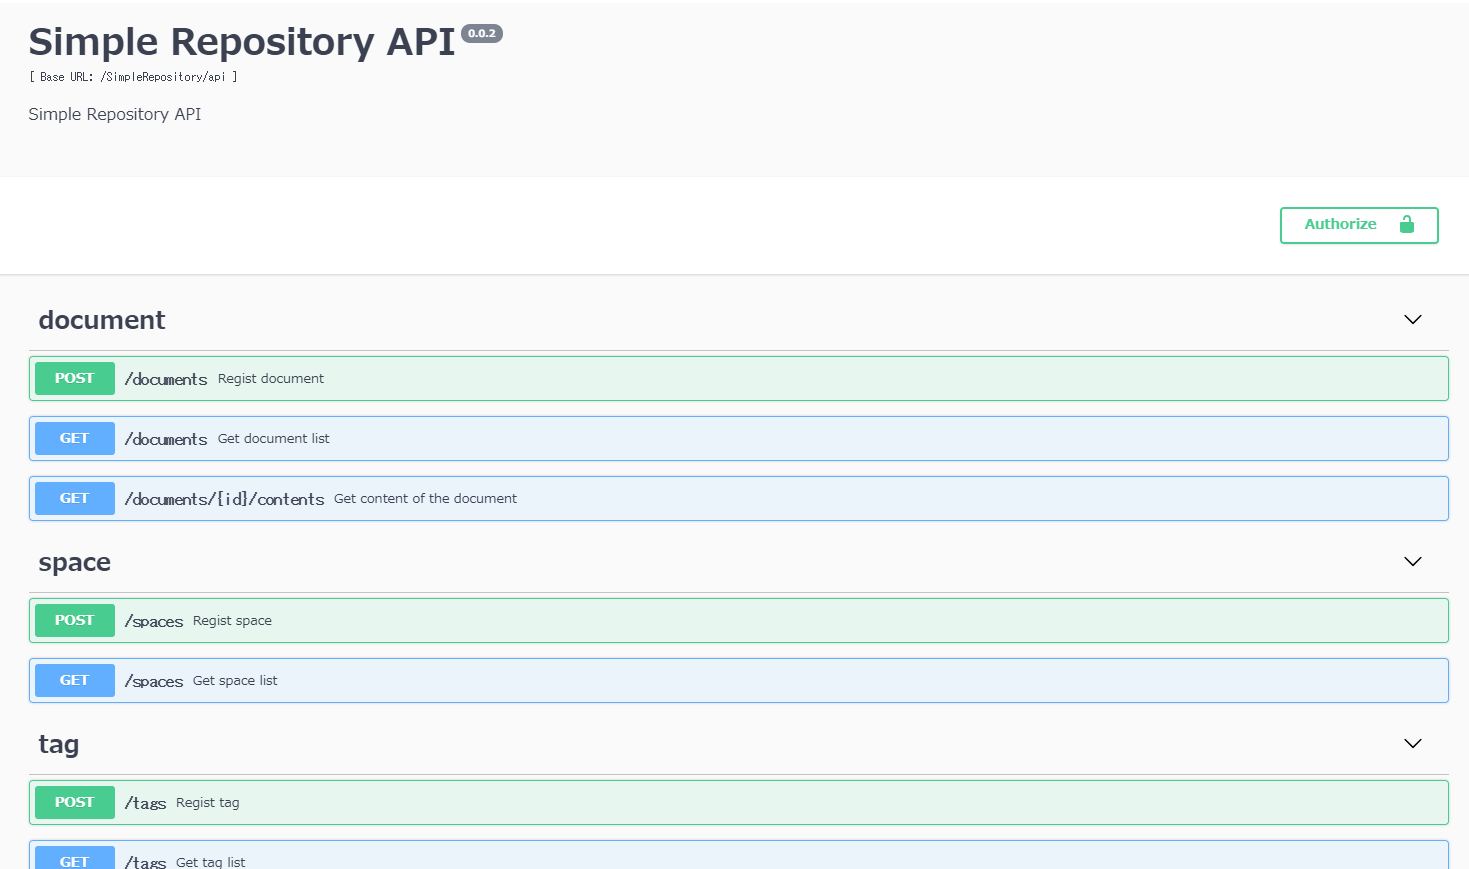 Simple Repository API 0.0.2
[ Base URL: /SimpleRepository/api ]
Simple Repository API
Authorize
document
POST /documents Regist document
GET /documents Get document list
GET /documents/{id}/contents Get content of the document
space
POST /spaces Regist space
GET /spaces Get space list
tag
POST /tags Regist tag
GET /tags Get tag list